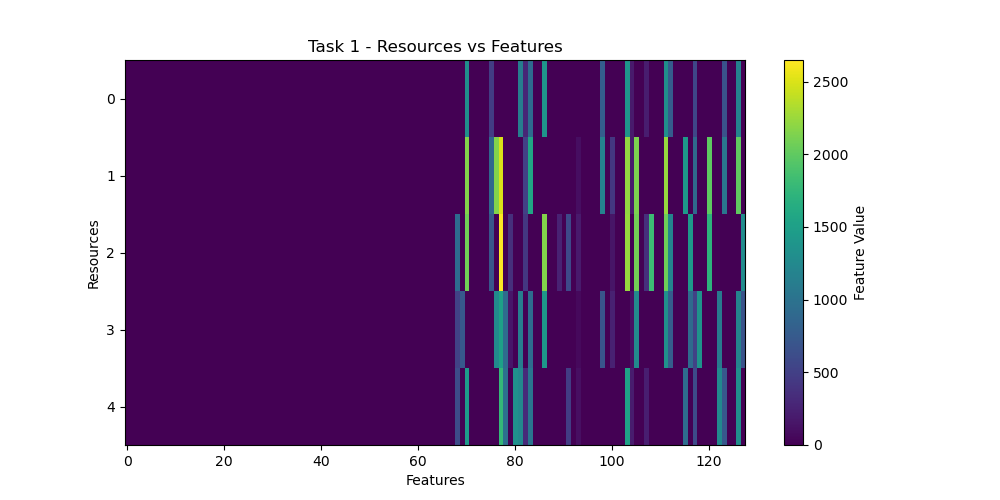 Task 1 - Resources vs Features
Resources
0
1
2
3
4
0 20 40 60 80 100 120
Features
2500
2000
1500
1000
500
0
Feature Value